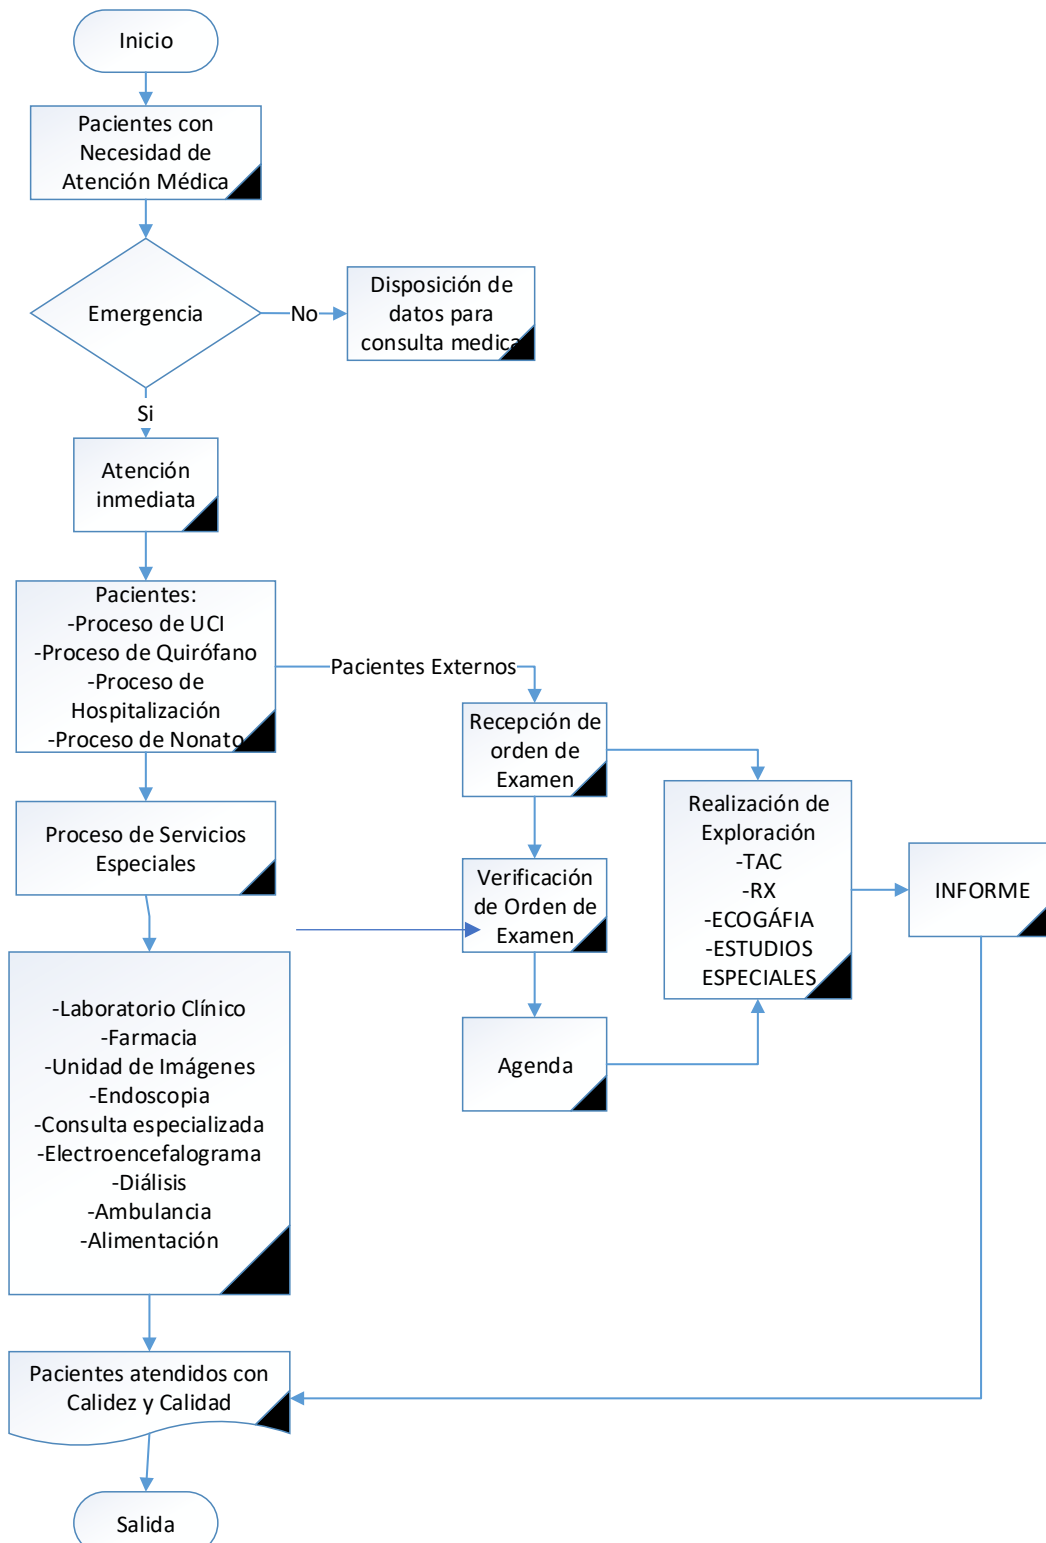 Inicio
Pacientes con
Necesidad de
Atención Médica
Emergencia
No
Disposición de
datos para
consulta medica
Si
Atención
inmediata
Pacientes:
-Proceso de UCI
-Proceso de Quirófano
-Proceso de
Hospitalización
-Proceso de Nonato
Pacientes Externos
Recepción de
orden de
Examen
Realización de
Exploración
-TAC
-RX
-ECOGÁFIA
-ESTUDIOS
ESPECIALES
INFORME
Proceso de Servicios
Especiales
Verificación
de Orden de
Examen
Agenda
-Laboratorio Clínico
-Farmacia
-Unidad de Imágenes
-Endoscopia
-Consulta especializada
-Electroencefalograma
-Diálisis
-Ambulancia
-Alimentación
Pacientes atendidos con
Calidez y Calidad
Salida